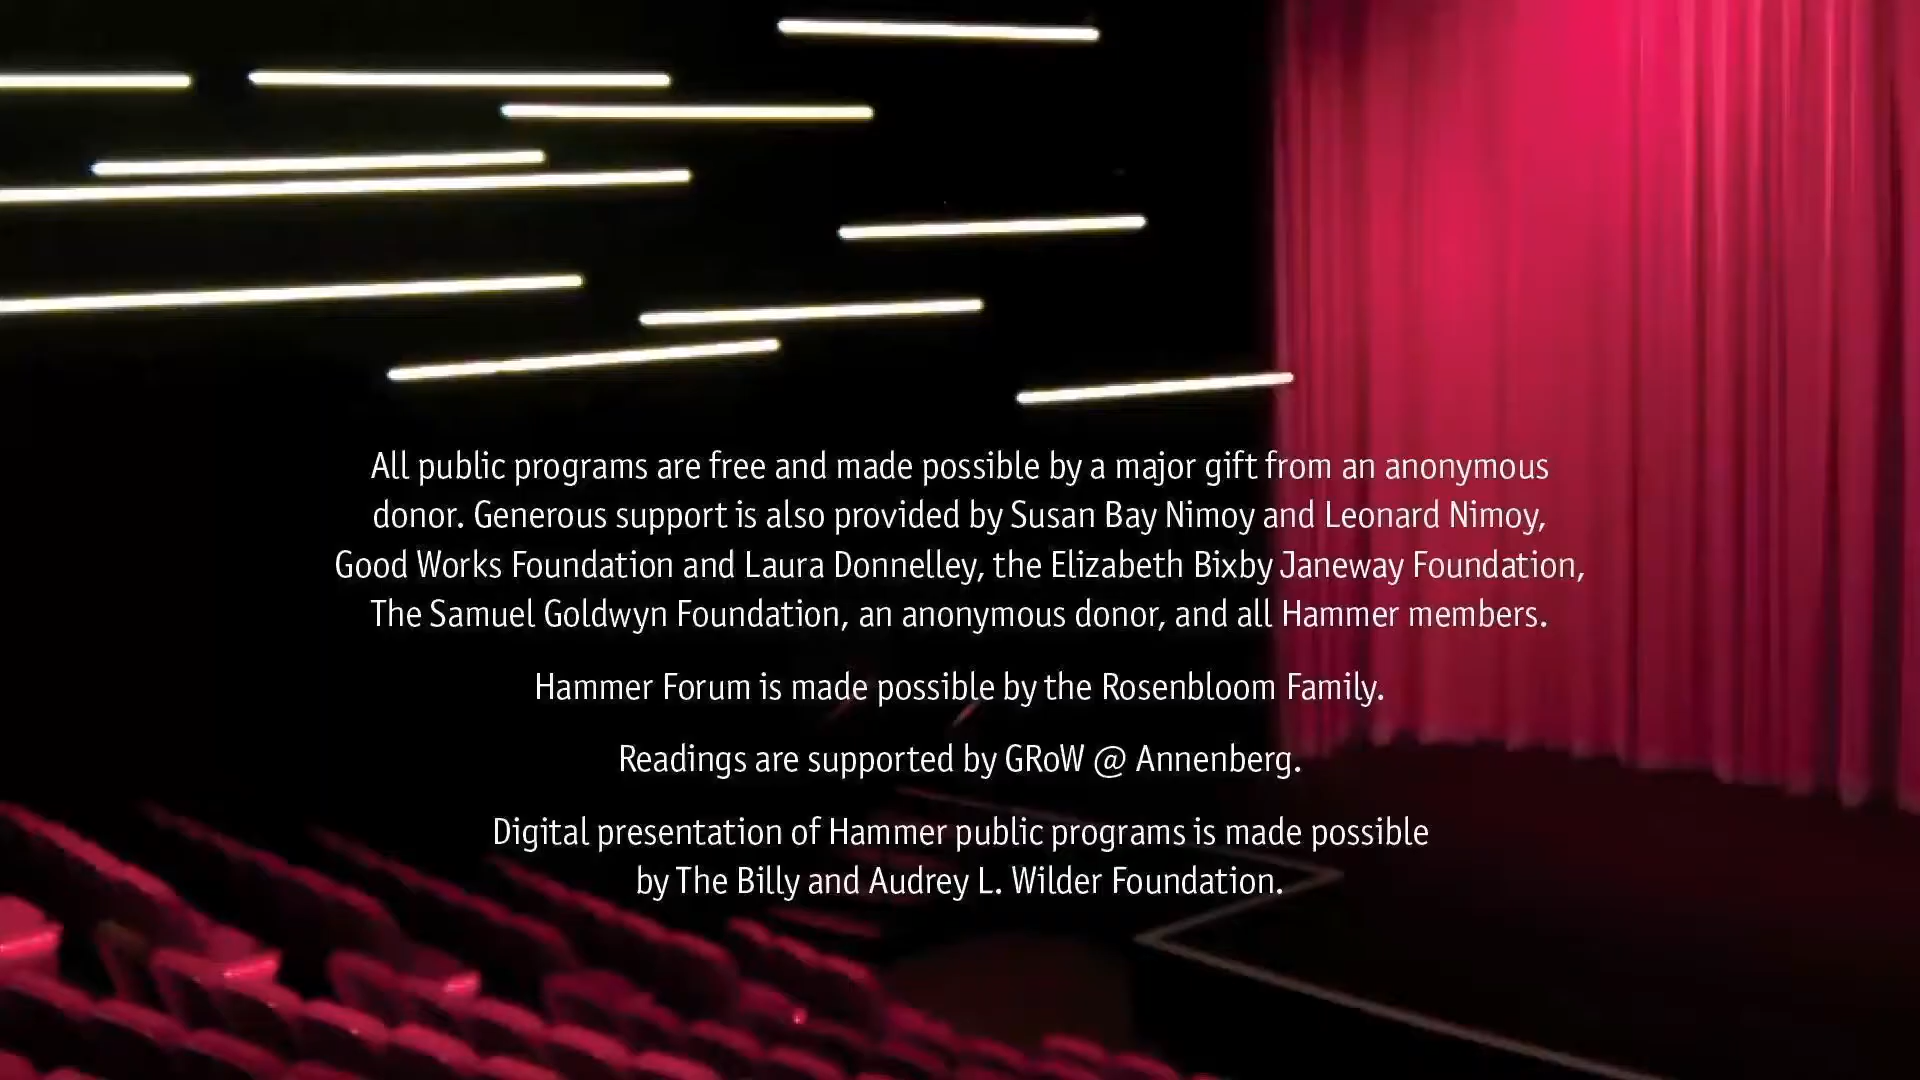 All public programs are free and made possible by a major gift from an anonymous
donor. Generous support is also provided by Susan Bay Nimoy and Leonard Nimoy,
Good Works Foundation and Laura Donnelley, the Elizabeth Bixby Janeway Foundation,
The Samuel Goldwyn Foundation, an anonymous donor, and all Hammer members.
Hammer Forum is made possible by the Rosenbloom Family.
Readings are supported by GRoW @ Annenberg.
Digital presentation of Hammer public programs is made possible
by The Billy and Audrey L. Wilder Foundation.